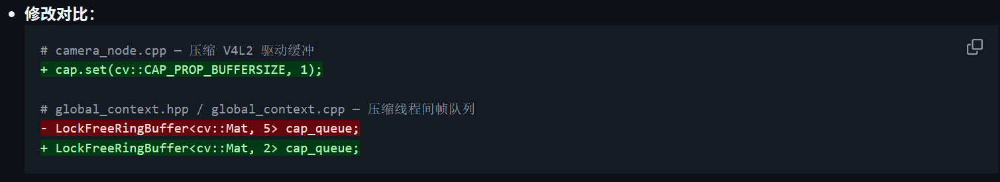 修改对比：
# camera_node.cpp — 压缩 V4L2 驱动缓冲
+ cap.set(cv::CAP_PROP_BUFFERSIZE, 1);
# global_context.hpp / global_context.cpp — 压缩线程间帧队列
- LockFreeRingBuffer<cv::Mat, 5> cap_queue;
+ LockFreeRingBuffer<cv::Mat, 2> cap_queue;